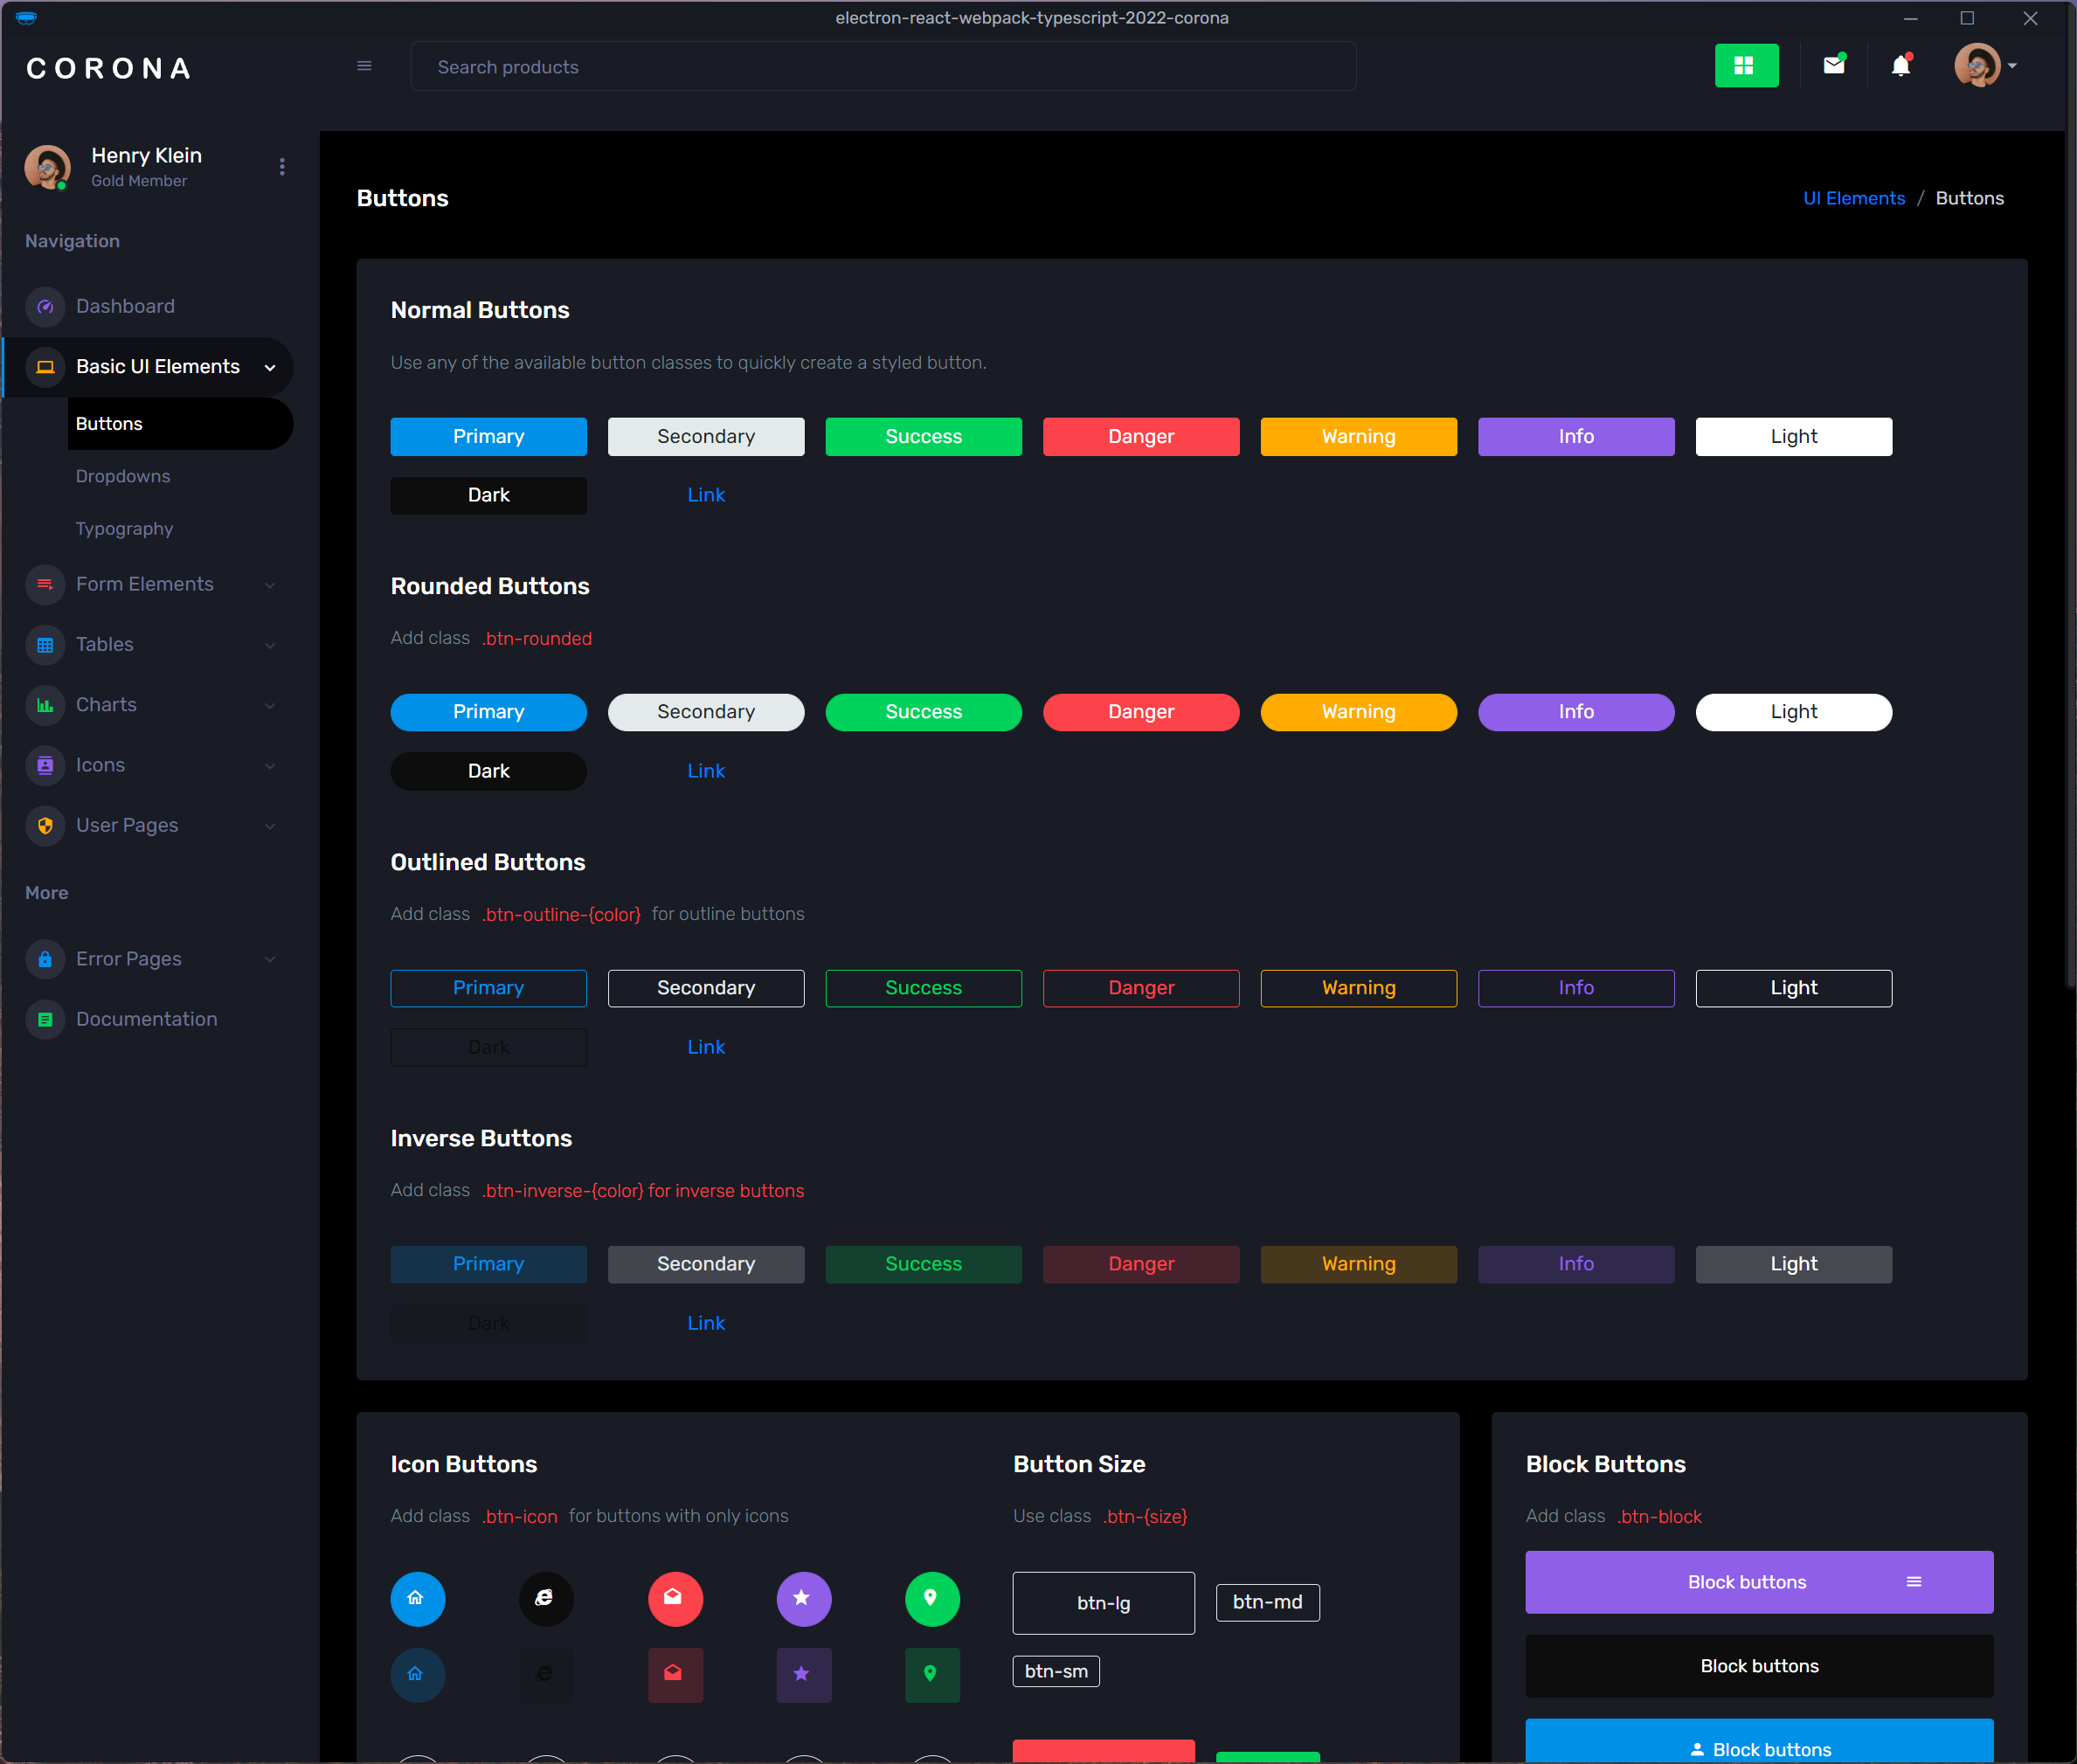 electron-react-webpack-typescript-2022-corona
CORONA
Search products
Henry Klein
Gold Member
Navigation
Dashboard
Basic UI Elements
Buttons
Dropdowns
Typography
Form Elements
Tables
Charts
Icons
User Pages
More
Error Pages
Documentation
Buttons
UI Elements / Buttons
Normal Buttons
Use any of the available button classes to quickly create a styled button.
Primary Secondary Success Danger Warning Info Light
Dark Link
Rounded Buttons
Add class .btn-rounded
Primary Secondary Success Danger Warning Info Light
Dark Link
Outlined Buttons
Add class .btn-outline-{color} for outline buttons
Primary Secondary Success Danger Warning Info Light
Dark Link
Inverse Buttons
Add class .btn-inverse-{color} for inverse buttons
Primary Secondary Success Danger Warning Info Light
Dark Link
Icon Buttons
Add class .btn-icon for buttons with only icons
Button Size
Use class .btn-{size}
btn-lg btn-md
btn-sm
Block Buttons
Add class .btn-block
Block buttons
Block buttons
Block buttons